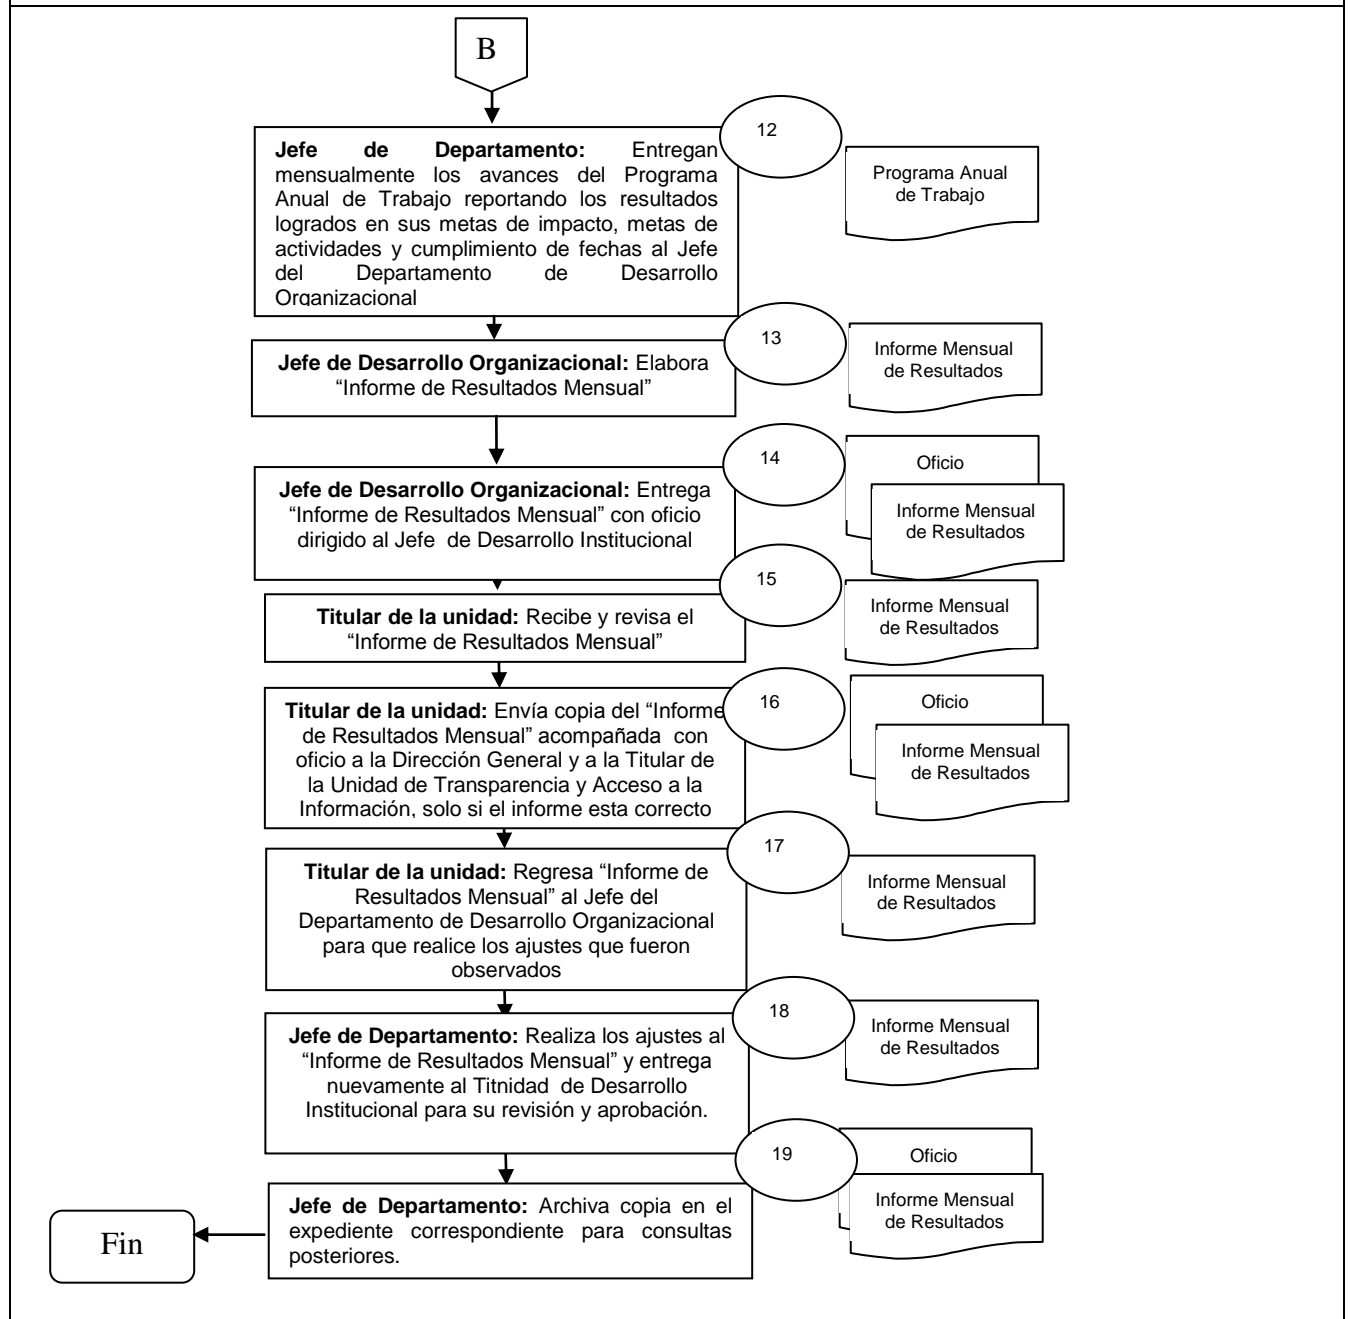 B
12
Jefe de Departamento: Entregan
mensualmente los avances del Programa
Anual de Trabajo reportando los resultados
logrados en sus metas de impacto, metas de
actividades y cumplimiento de fechas al Jefe
del Departamento de Desarrollo
Organizacional
Programa Anual
de Trabajo
13
Jefe de Desarrollo Organizacional: Elabora
“Informe de Resultados Mensual”
Informe Mensual
de Resultados
14
Jefe de Desarrollo Organizacional: Entrega
“Informe de Resultados Mensual” con oficio
dirigido al Jefe de Desarrollo Institucional
Oficio
Informe Mensual
de Resultados
15
Titular de la unidad: Recibe y revisa el
“Informe de Resultados Mensual”
Informe Mensual
de Resultados
16
Titular de la unidad: Envía copia del “Informe
de Resultados Mensual” acompañada con
oficio a la Dirección General y a la Titular de
la Unidad de Transparencia y Acceso a la
Información, solo si el informe esta correcto
Oficio
Informe Mensual
de Resultados
17
Titular de la unidad: Regresa “Informe de
Resultados Mensual” al Jefe del
Departamento de Desarrollo Organizacional
para que realice los ajustes que fueron
observados
Informe Mensual
de Resultados
18
Jefe de Departamento: Realiza los ajustes al
“Informe de Resultados Mensual” y entrega
nuevamente al Titnidad de Desarrollo
Institucional para su revisión y aprobación.
Informe Mensual
de Resultados
19
Jefe de Departamento: Archiva copia en el
expediente correspondiente para consultas
posteriores.
Oficio
Informe Mensual
de Resultados
Fin